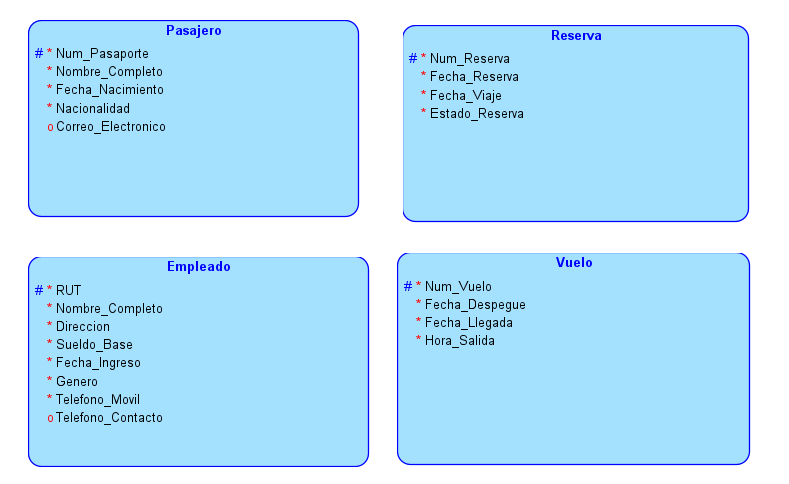 Pasajero
# * Num_Pasaporte
* Nombre_Completo
* Fecha_Nacimiento
* Nacionalidad
o Correo_Electronico
Reserva
# * Num_Reserva
* Fecha_Reserva
* Fecha_Viaje
* Estado_Reserva
Empleado
# * RUT
* Nombre_Completo
* Direccion
* Sueldo_Base
* Fecha_Ingreso
* Genero
* Telefono_Movil
o Telefono_Contacto
Vuelo
# * Num_Vuelo
* Fecha_Despegue
* Fecha_Llegada
* Hora_Salida